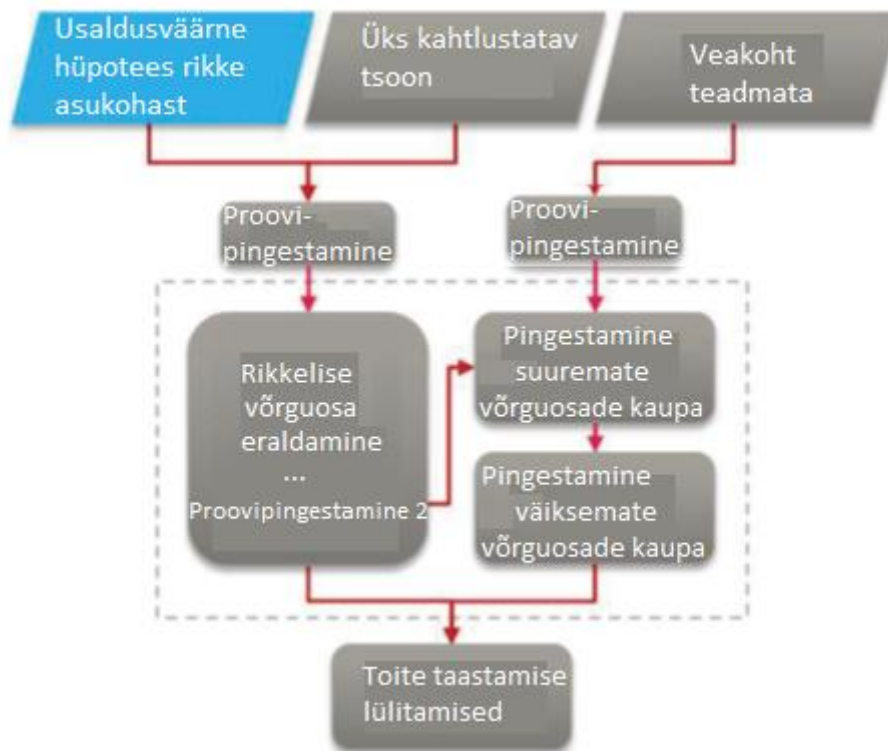 Usaldusväärne
hüpotees rikke
asukohast
Üks kahtlustatav
tsoon
Veakoht
teadmata
Proovi-
pingestamine
Proovi-
pingestamine
Rikkelise
võrguosa
eraldamine
...
Proovipingestamine 2
Pingestamine
suuremate
võrguosade kaupa
Pingestamine
väiksemate
võrguosade kaupa
Toite taastamise
lülitamised